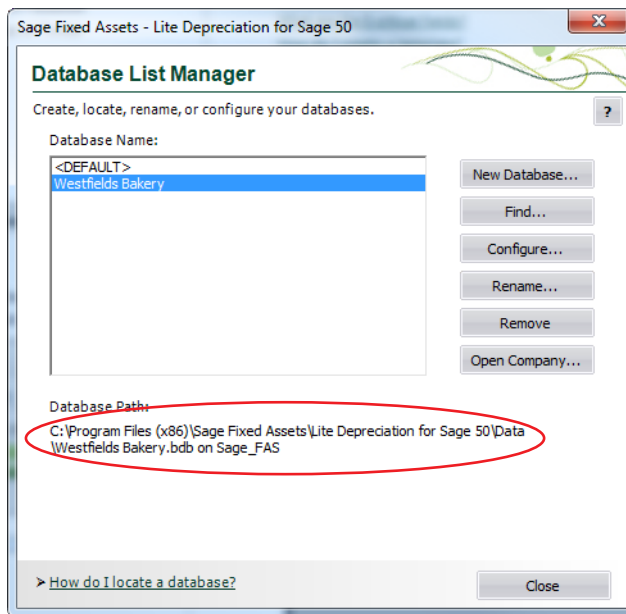 Sage Fixed Assets - Lite Depreciation for Sage 50
Database List Manager
Create, locate, rename, or configure your databases.
?
Database Name:
<DEFAULT>
Westfields Bakery
New Database...
Find...
Configure...
Rename...
Remove
Open Company...
Database Path:
C:\Program Files (x86)\Sage Fixed Assets\Lite Depreciation for Sage 50\Data
\Westfields Bakery.bdb on Sage_FAS
➤ How do I locate a database?
Close